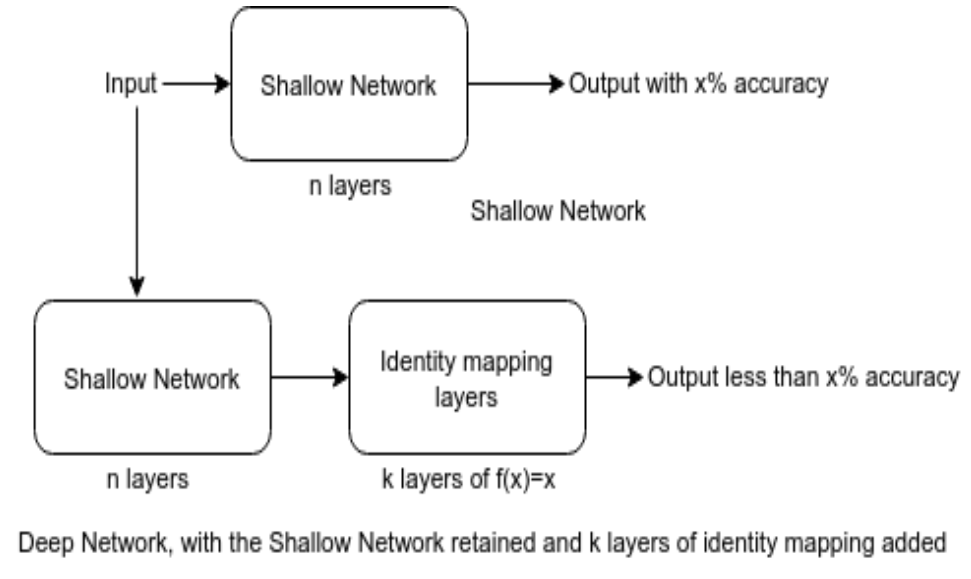 Input
Shallow Network
Output with x% accuracy
n layers
Shallow Network
Shallow Network
Identity mapping
layers
Output less than x% accuracy
n layers
k layers of f(x)=x
Deep Network, with the Shallow Network retained and k layers of identity mapping added